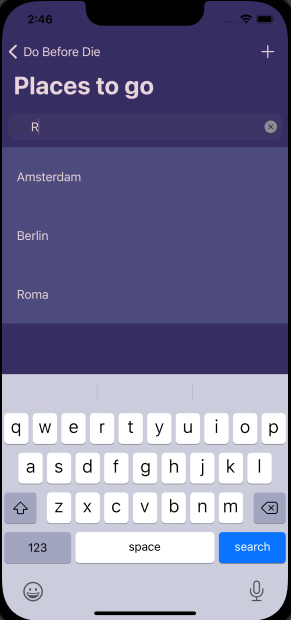 2:46
Do Before Die
Places to go
R
Amsterdam
Berlin
Roma
q w e r t y u i o p
a s d f g h j k l
z x c v b n m
123 space search